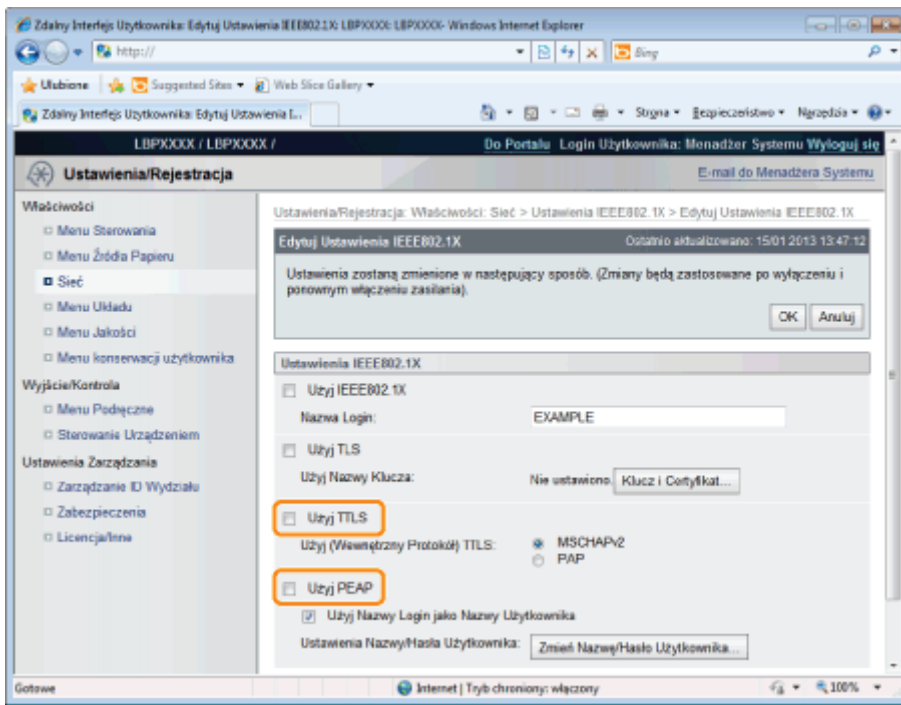 Zdalny Interfejs Użytkownika: Edytuj Ustawienia IEEE802.1X: LBPXXXX: LBPXXXX- Windows Internet Explorer
http://
Bing
Ulubione Suggested Sites Web Slice Gallery
Zdalny Interfejs Użytkownika: Edytuj Ustawienia I...
Strona Bezpieczeństwo Narzędzia
LBPXXXX / LBPXXXX /
Do Portalu Login Użytkownika: Menadżer Systemu Wyloguj się
Ustawienia/Rejestracja
E-mail do Menadżera Systemu
Właściwości
Menu Sterowania
Menu Źródła Papieru
Sieć
Menu Układu
Menu Jakości
Menu konserwacji użytkownika
Wyjście/Kontrola
Menu Podręczne
Sterowanie Urządzeniem
Ustawienia Zarządzania
Zarządzanie ID Wydziału
Zabezpieczenia
Licencja/Inne
Ustawienia/Rejestracja: Właściwości: Sieć > Ustawienia IEEE802.1X > Edytuj Ustawienia IEEE802.1X
Edytuj Ustawienia IEEE802.1X
Ostatnio aktualizowano: 15/01 2013 13:47:12
Ustawienia zostaną zmienione w następujący sposób. (Zmiany będą zastosowane po wyłączeniu i
ponownym włączeniu zasilania).
OK Anuluj
Ustawienia IEEE802.1X
Użyj IEEE802.1X
Nazwa Login: EXAMPLE
Użyj TLS
Użyj Nazwy Klucza: Nie ustawiono. Klucz i Certyfikat...
Użyj TTLS
Użyj (Wewnętrzny Protokół) TTLS: MSCHAPv2
PAP
Użyj PEAP
Użyj Nazwy Login jako Nazwy Użytkownika
Ustawienia Nazwy/Hasła Użytkownika: Zmień Nazwę/Hasło Użytkownika...
Gotowe
Internet | Tryb chroniony: włączony
100%